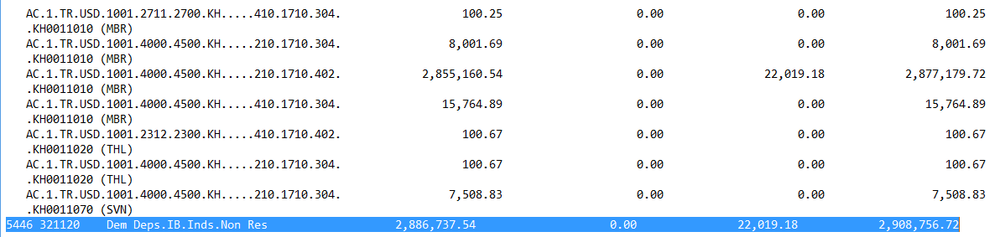 AC.1.TR.USD.1001.2711.2700.KH.....410.1710.304. 100.25 0.00 0.00 100.25
.KH0011010 (MBR)
AC.1.TR.USD.1001.4000.4500.KH.....210.1710.304. 8,001.69 0.00 0.00 8,001.69
.KH0011010 (MBR)
AC.1.TR.USD.1001.4000.4500.KH.....210.1710.402. 2,855,160.54 0.00 22,019.18 2,877,179.72
.KH0011010 (MBR)
AC.1.TR.USD.1001.4000.4500.KH.....410.1710.304. 15,764.89 0.00 0.00 15,764.89
.KH0011010 (MBR)
AC.1.TR.USD.1001.2312.2300.KH.....410.1710.402. 100.67 0.00 0.00 100.67
.KH0011020 (THL)
AC.1.TR.USD.1001.4000.4500.KH.....210.1710.304. 100.67 0.00 0.00 100.67
.KH0011020 (THL)
AC.1.TR.USD.1001.4000.4500.KH.....210.1710.304. 7,508.83 0.00 0.00 7,508.83
.KH0011070 (SVN)
5446 321120 Dem Deps.IB.Inds.Non Res 2,886,737.54 0.00 22,019.18 2,908,756.72